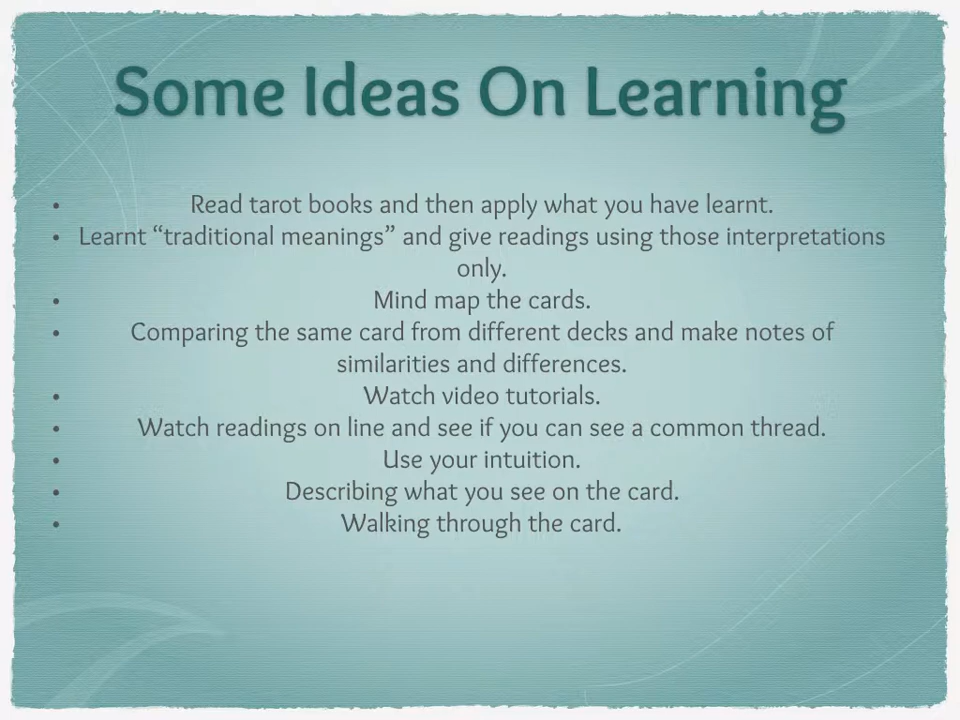 Some Ideas On Learning
• Read tarot books and then apply what you have learnt.
• Learnt “traditional meanings” and give readings using those interpretations
only.
• Mind map the cards.
• Comparing the same card from different decks and make notes of
similarities and differences.
• Watch video tutorials.
• Watch readings on line and see if you can see a common thread.
• Use your intuition.
• Describing what you see on the card.
• Walking through the card.